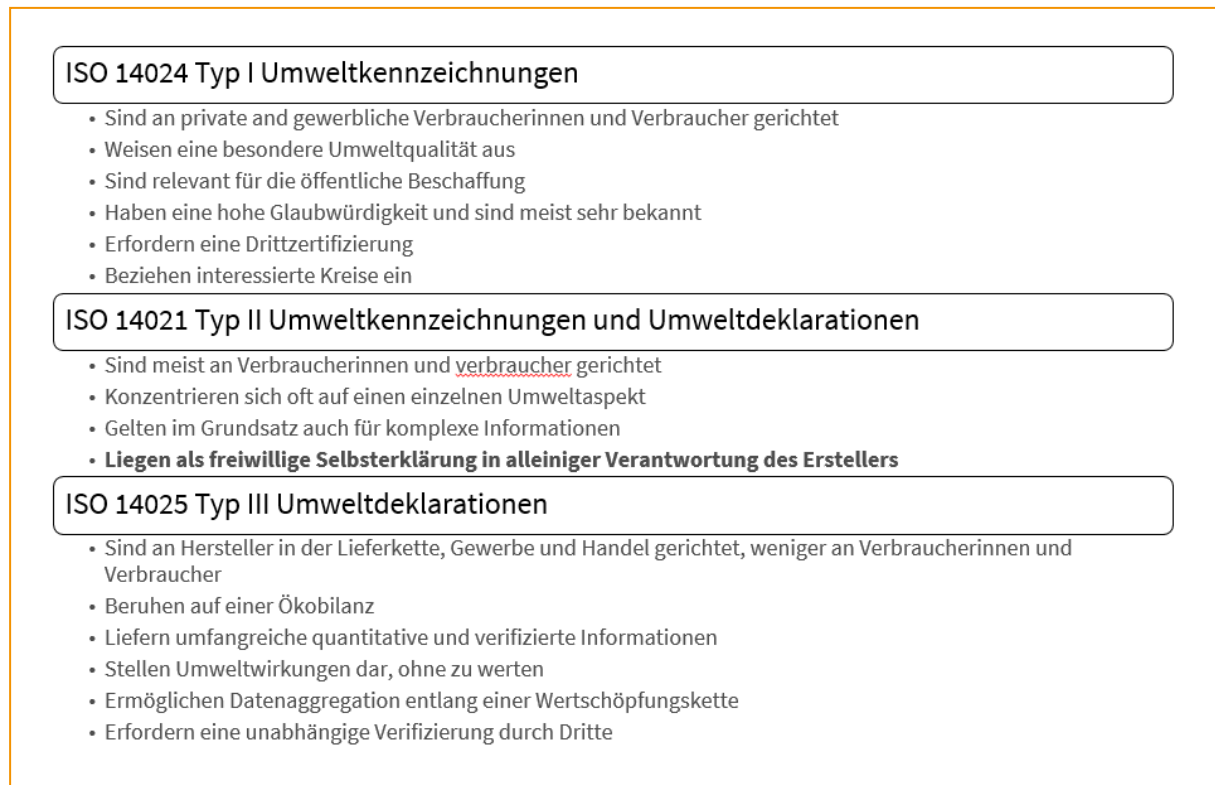 ISO 14024 Typ I Umweltkennzeichnungen
• Sind an private and gewerbliche Verbraucherinnen und Verbraucher gerichtet
• Weisen eine besondere Umweltqualität aus
• Sind relevant für die öffentliche Beschaffung
• Haben eine hohe Glaubwürdigkeit und sind meist sehr bekannt
• Erfordern eine Drittzertifizierung
• Beziehen interessierte Kreise ein
ISO 14021 Typ II Umweltkennzeichnungen und Umweltdeklarationen
• Sind meist an Verbraucherinnen und verbraucher gerichtet
• Konzentrieren sich oft auf einen einzelnen Umweltaspekt
• Gelten im Grundsatz auch für komplexe Informationen
• Liegen als freiwillige Selbsterklärung in alleiniger Verantwortung des Erstellers
ISO 14025 Typ III Umweltdeklarationen
• Sind an Hersteller in der Lieferkette, Gewerbe und Handel gerichtet, weniger an Verbraucherinnen und
Verbraucher
• Beruhen auf einer Ökobilanz
• Liefern umfangreiche quantitative und verifizierte Informationen
• Stellen Umweltwirkungen dar, ohne zu werten
• Ermöglichen Datenaggregation entlang einer Wertschöpfungskette
• Erfordern eine unabhängige Verifizierung durch Dritte